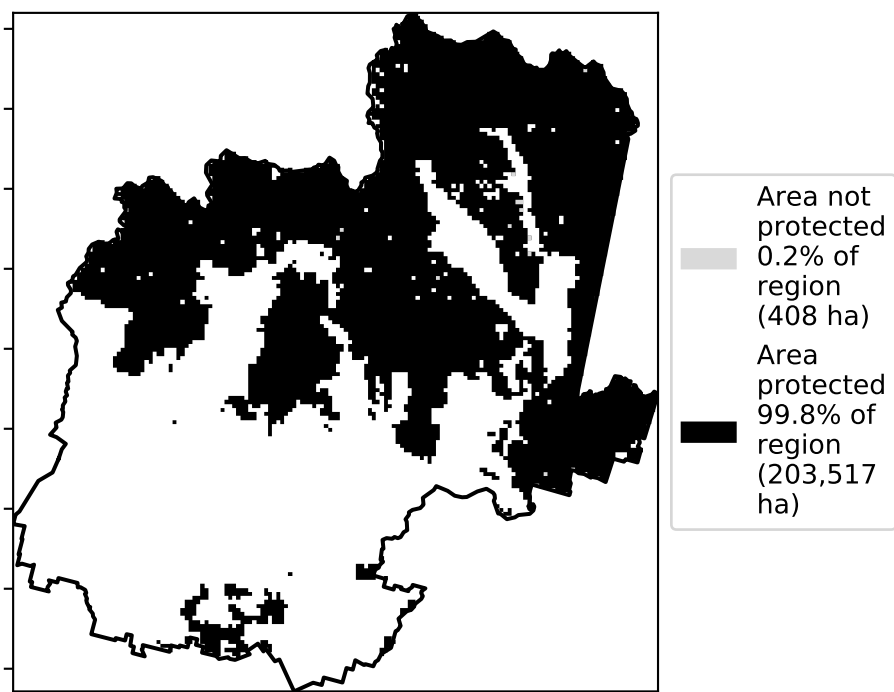 Area not
protected
0.2% of
region
(408 ha)
Area
protected
99.8% of
region
(203,517
ha)